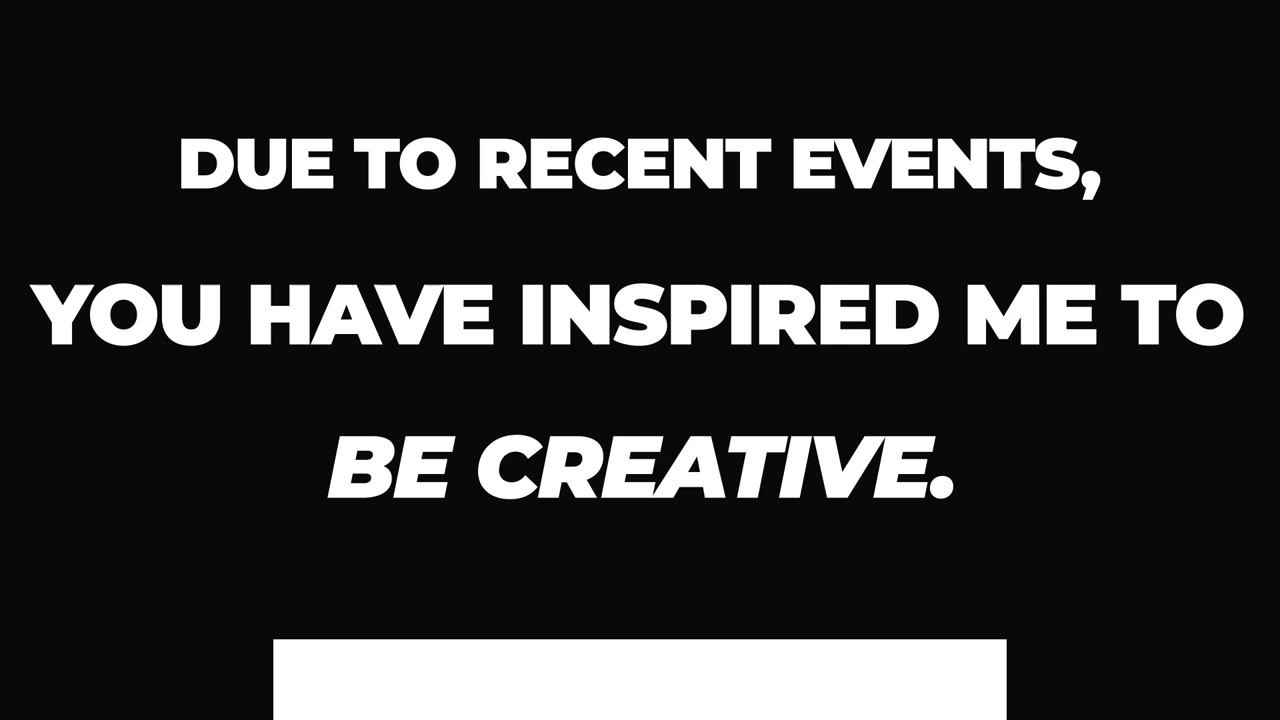 DUE TO RECENT EVENTS,
YOU HAVE INSPIRED ME TO
BE CREATIVE.